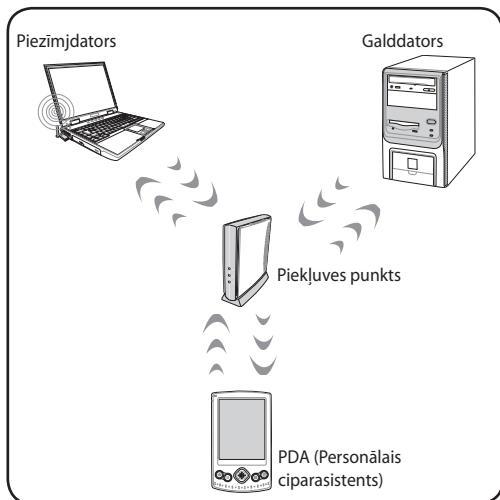 Piezīmjdators
Galddators
Piekļuves punkts
PDA (Personālais
ciparasistents)